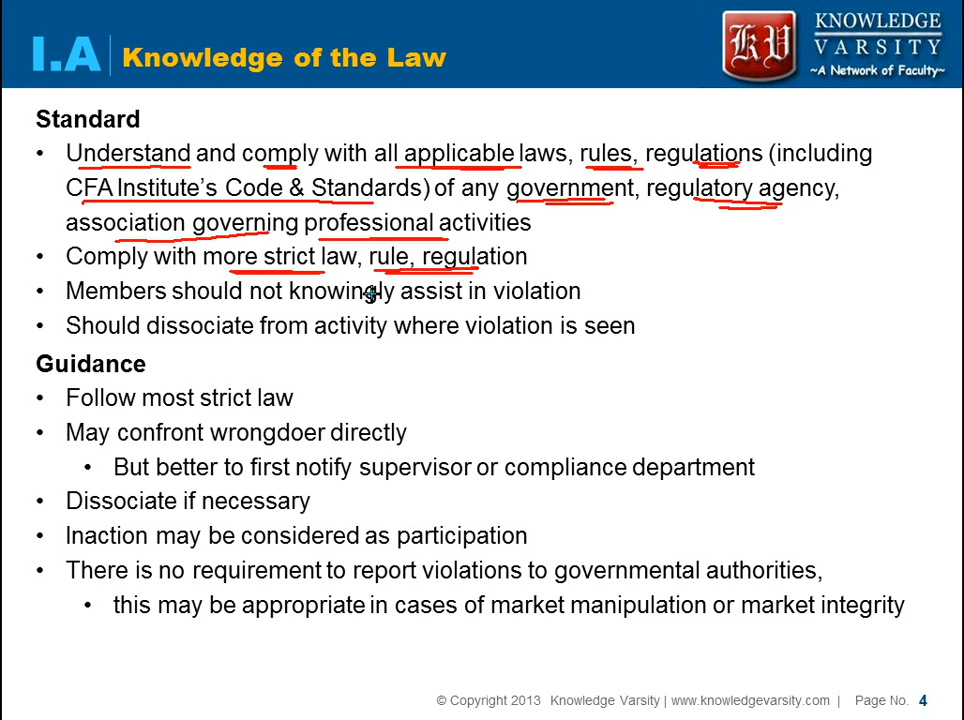 I.A Knowledge of the Law
KV KNOWLEDGE
VARSITY
~A Network of Faculty~
Standard
• Understand and comply with all applicable laws, rules, regulations (including
CFA Institute's Code & Standards) of any government, regulatory agency,
association governing professional activities
• Comply with more strict law, rule, regulation
• Members should not knowingly assist in violation
• Should dissociate from activity where violation is seen
Guidance
• Follow most strict law
• May confront wrongdoer directly
• But better to first notify supervisor or compliance department
• Dissociate if necessary
• Inaction may be considered as participation
• There is no requirement to report violations to governmental authorities,
• this may be appropriate in cases of market manipulation or market integrity
© Copyright 2013 Knowledge Varsity | www.knowledgevarsity.com | Page No. 4